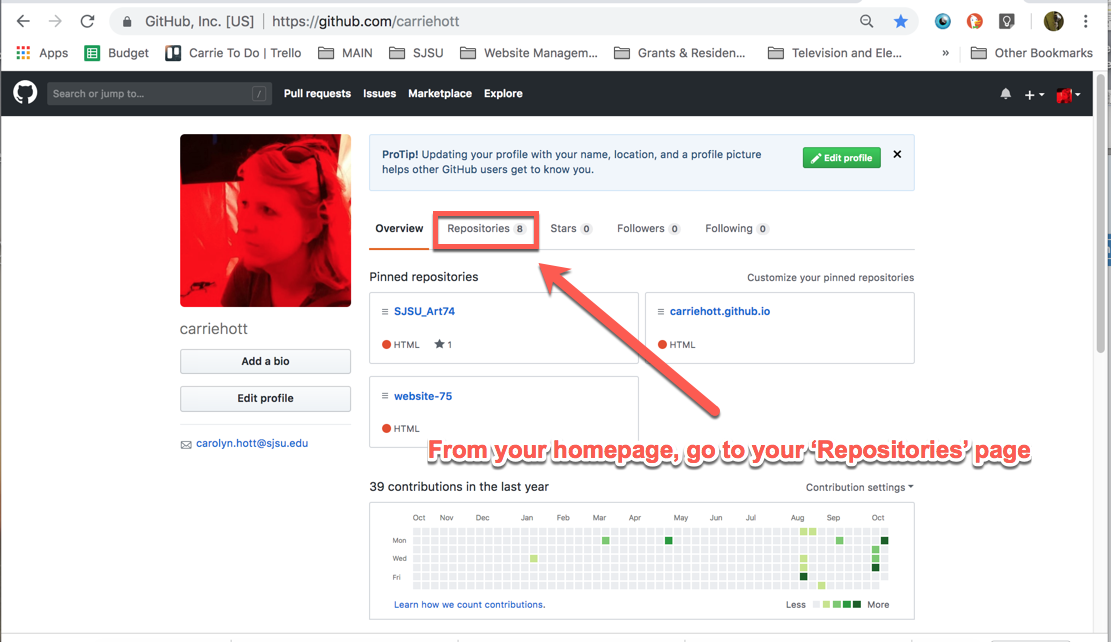 GitHub, Inc. [US] | https://github.com/carriehott
Apps Budget Carrie To Do | Trello MAIN SJSU Website Managem... Grants & Residen... Television and Ele... » Other Bookmarks
Search or jump to... / Pull requests Issues Marketplace Explore
ProTip! Updating your profile with your name, location, and a profile picture
helps other GitHub users get to know you.
Edit profile
Overview Repositories 8 Stars 0 Followers 0 Following 0
Pinned repositories Customize your pinned repositories
SJSU_Art74 carriehott.github.io
HTML 1 HTML
website-75
HTML
carriehott
Add a bio
Edit profile
carolyn.hott@sjsu.edu
From your homepage, go to your ‘Repositories’ page
39 contributions in the last year Contribution settings
Oct Nov Dec Jan Feb Mar Apr May Jun Jul Aug Sep Oct
Mon
Wed
Fri
Learn how we count contributions. Less More